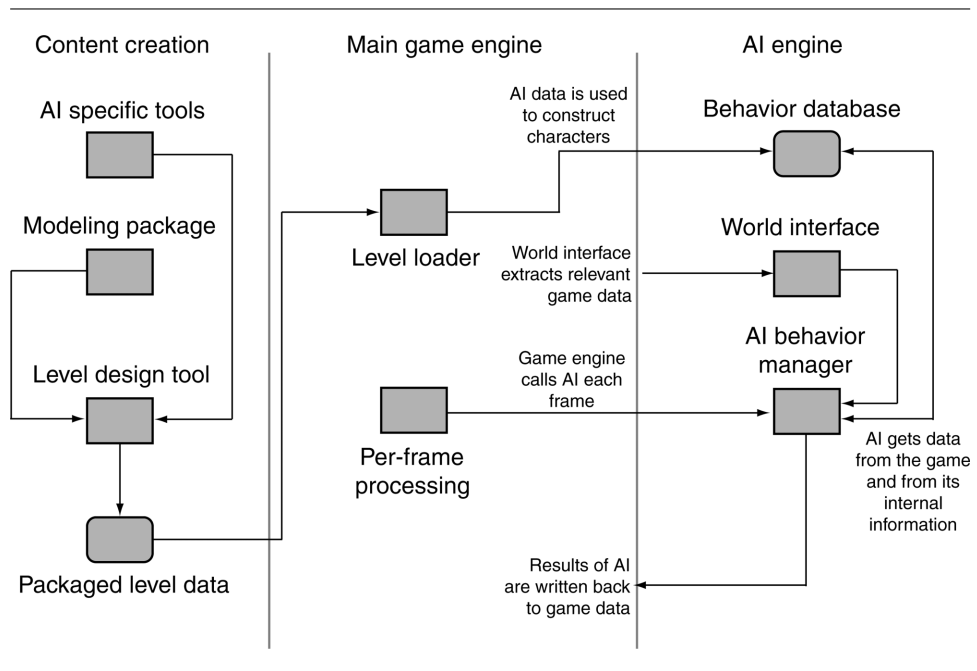 Content creation
AI specific tools
Modeling package
Level design tool
Packaged level data
Main game engine
AI data is used
to construct
characters
Level loader
World interface
extracts relevant
game data
Game engine
calls AI each
frame
Per-frame
processing
Results of AI
are written back
to game data
AI engine
Behavior database
World interface
AI behavior
manager
AI gets data
from the game
and from its
internal
information